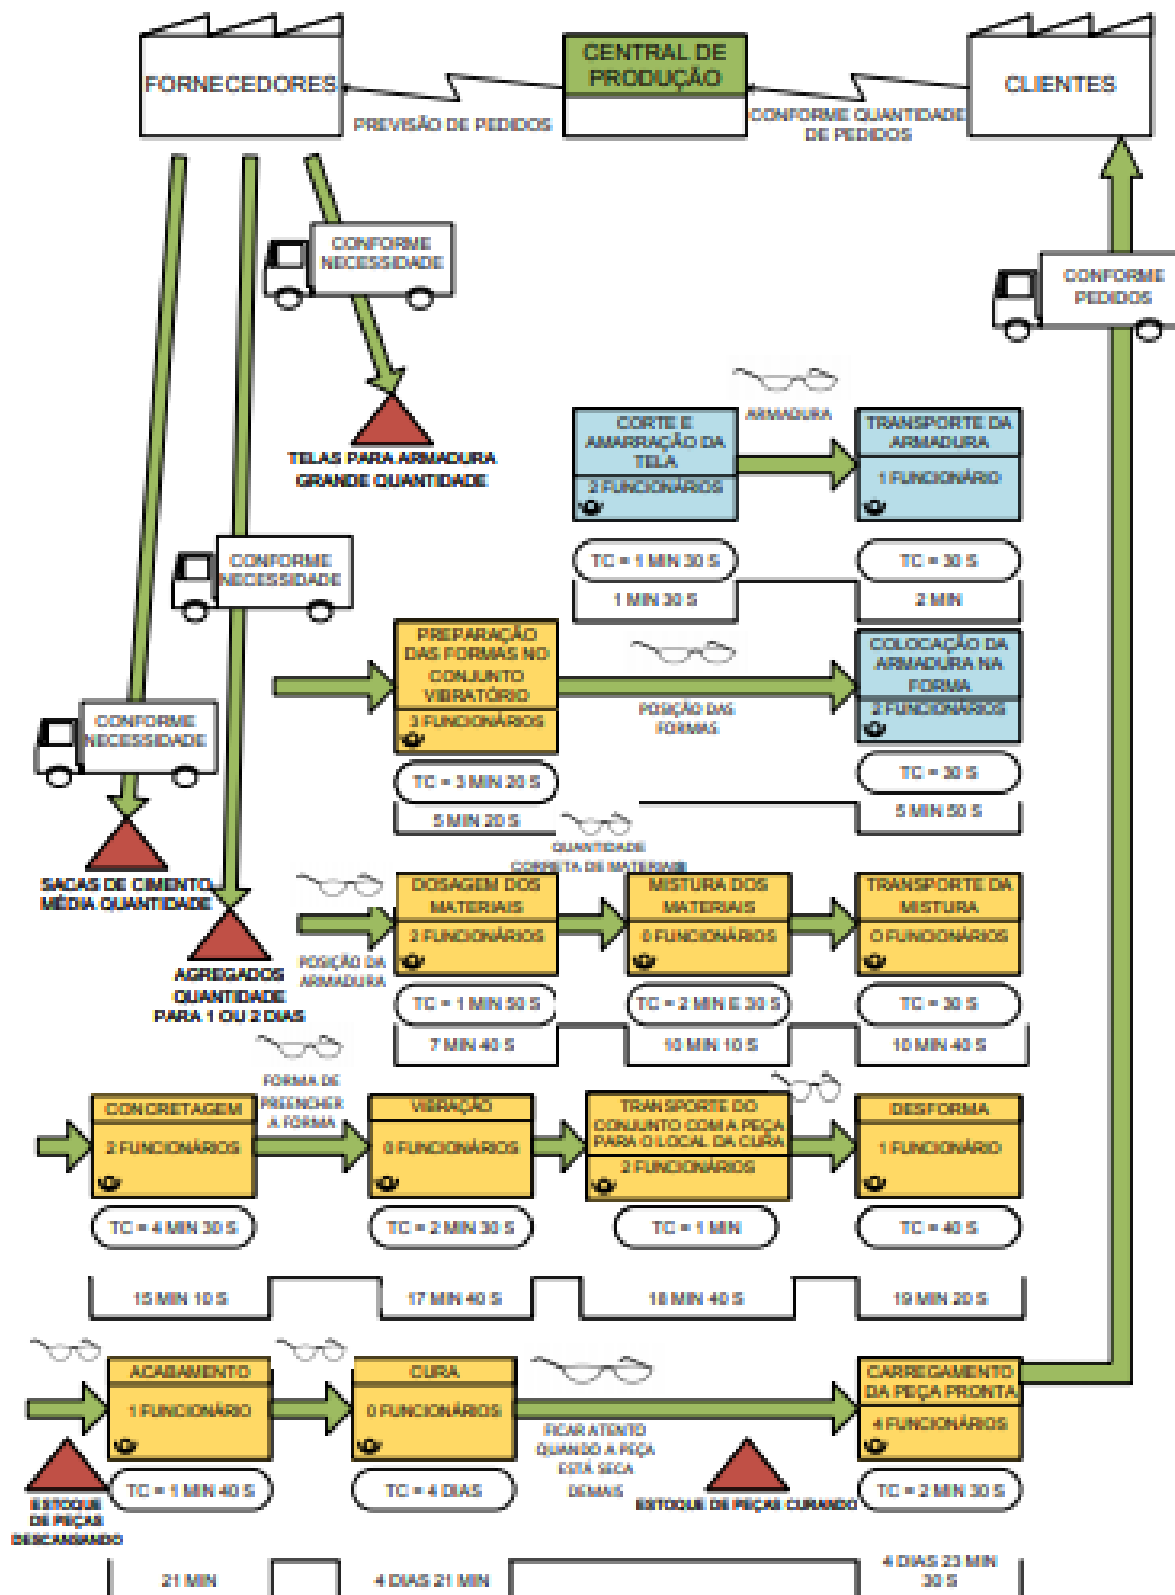 FORNECEDORES
CENTRAL DE
PRODUÇÃO
CLIENTES
PREVISÃO DE PEDIDOS
CONFORME QUANTIDADE
DE PEDIDOS
CONFORME
NECESSIDADE
CONFORME
PEDIDOS
TELAS PARA ARMADURA
GRANDE QUANTIDADE
CORTE E
AMARRAÇÃO DA
TELA
2 FUNCIONÁRIOS
ARMADURA
TRANSPORTE DA
ARMADURA
1 FUNCIONÁRIO
TC = 1 MIN 30 S
TC = 30 S
1 MIN 30 S
2 MIN
CONFORME
NECESSIDADE
PREPARAÇÃO
DAS FORMAS NO
CONJUNTO
VIBRATÓRIO
3 FUNCIONÁRIOS
POSIÇÃO DAS
FORMAS
COLOCAÇÃO DA
ARMADURA NA
FORMA
2 FUNCIONÁRIOS
TC = 3 MIN 20 S
TC = 30 S
5 MIN 20 S
5 MIN 50 S
CONFORME
NECESSIDADE
SACAS DE CIMENTO
MÉDIA QUANTIDADE
AGREGADOS
QUANTIDADE
PARA 1 OU 2 DIAS
QUANTIDADE
CORRETA DE MATERIAIS
POSIÇÃO DA
ARMADURA
DOSAGEM DOS
MATERIAIS
2 FUNCIONÁRIOS
MISTURA DOS
MATERIAIS
0 FUNCIONÁRIOS
TRANSPORTE DA
MISTURA
0 FUNCIONÁRIOS
TC = 1 MIN 50 S
TC = 2 MIN E 30 S
TC = 30 S
7 MIN 40 S
10 MIN 10 S
10 MIN 40 S
CONCRETAGEM
2 FUNCIONÁRIOS
FORMA DE
PREENCHER
A FORMA
VIBRAÇÃO
0 FUNCIONÁRIOS
TRANSPORTE DO
CONJUNTO COM A PEÇA
PARA O LOCAL DA CURA
2 FUNCIONÁRIOS
DESFORMA
1 FUNCIONÁRIO
TC = 4 MIN 30 S
TC = 2 MIN 30 S
TC = 1 MIN
TC = 40 S
15 MIN 10 S
17 MIN 40 S
18 MIN 40 S
19 MIN 20 S
ACABAMENTO
1 FUNCIONÁRIO
CURA
0 FUNCIONÁRIOS
FICAR ATENTO
QUANDO A PEÇA
ESTÁ SECA
DEMAIS
CARREGAMENTO
DA PEÇA PRONTA
4 FUNCIONÁRIOS
ESTOQUE
DE PEÇAS
DESCANSANDO
TC = 1 MIN 40 S
TC = 4 DIAS
ESTOQUE DE PEÇAS CURANDO
TC = 2 MIN 30 S
21 MIN
4 DIAS 21 MIN
4 DIAS 23 MIN
30 S